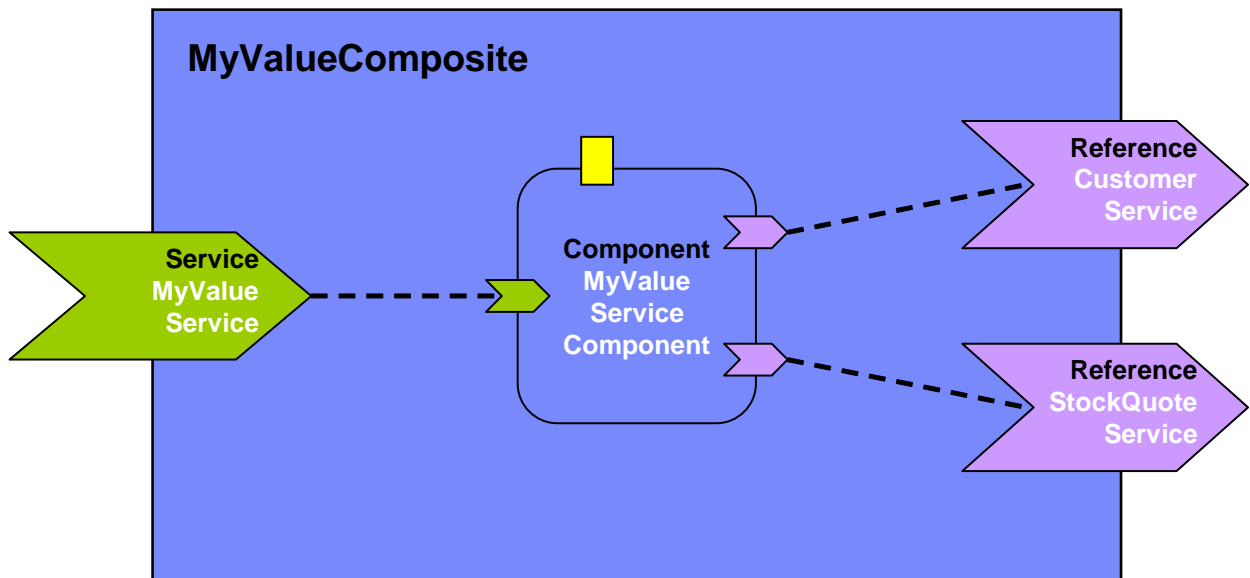 MyValueComposite
Service
MyValue
Service
Component
MyValue
Service
Component
Reference
Customer
Service
Reference
StockQuote
Service